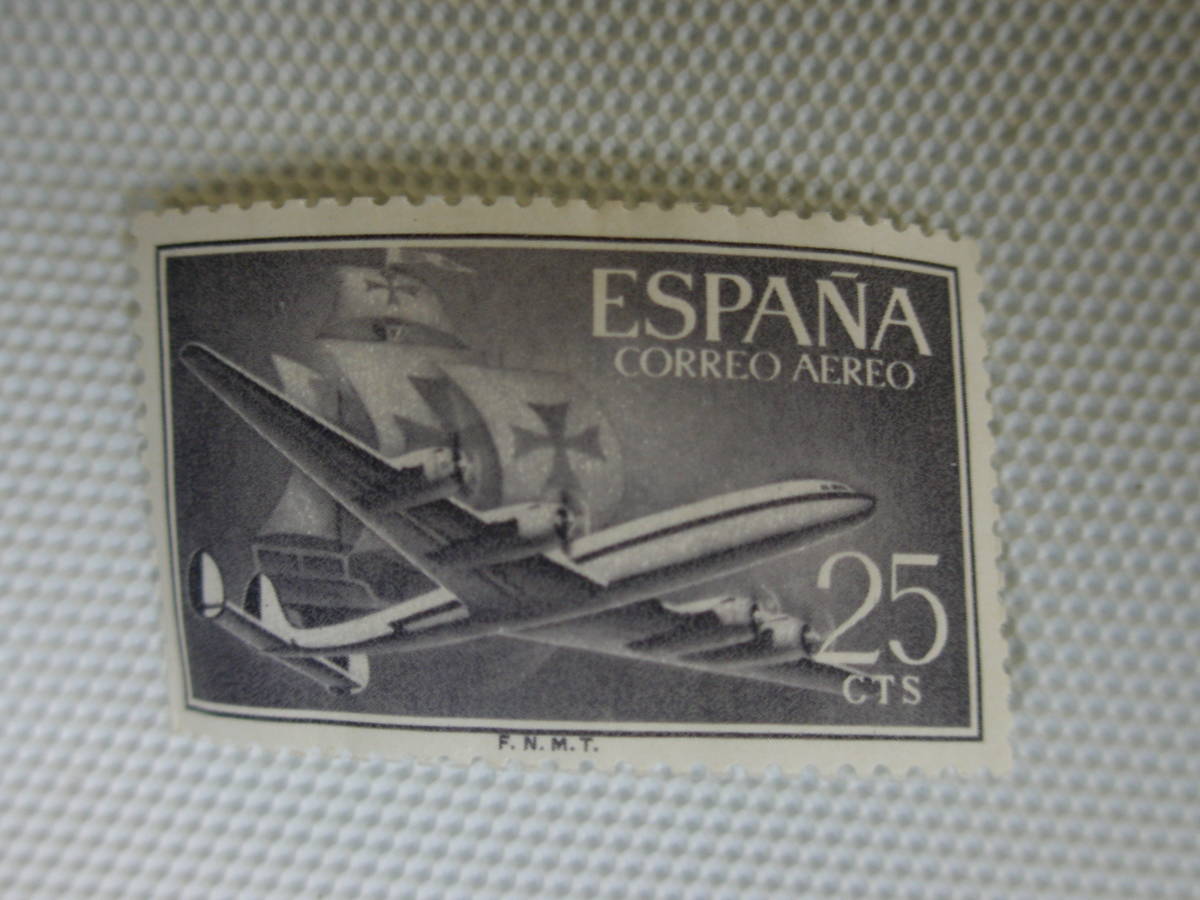 ESPAÑA
CORREO AEREO
25
CTS
F.N.M.T.